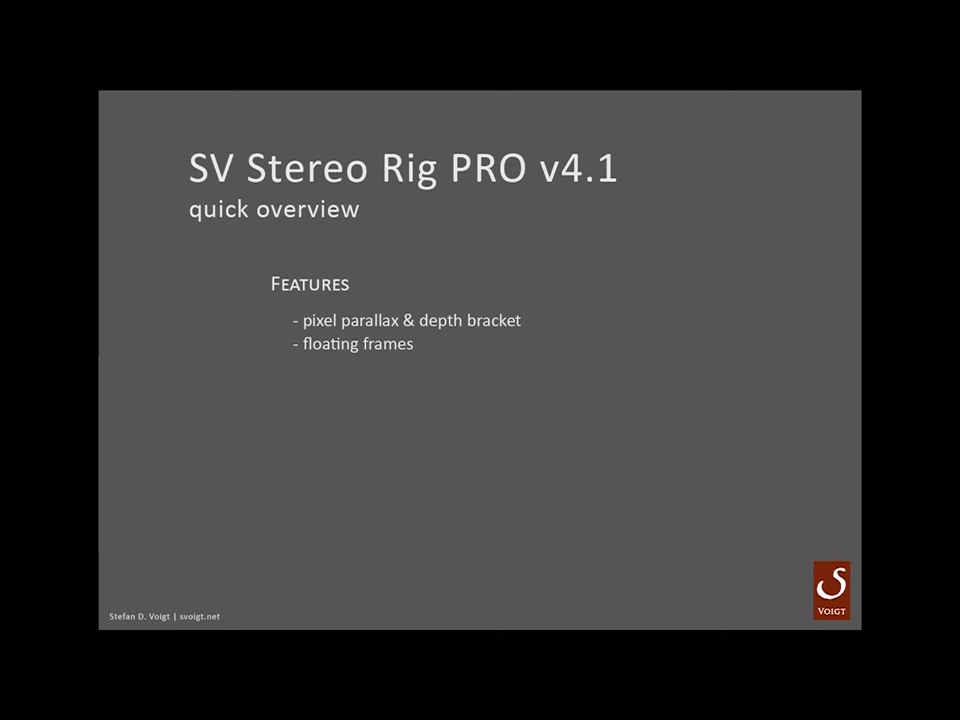 SV Stereo Rig PRO v4.1
quick overview
FEATURES
- pixel parallax & depth bracket
- floating frames
S
VOIGT
Stefan D. Voigt | svoigt.net